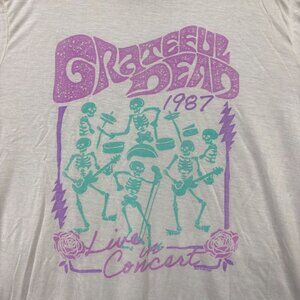 GRATEFUL
DEAD
1987
Live in
Concert